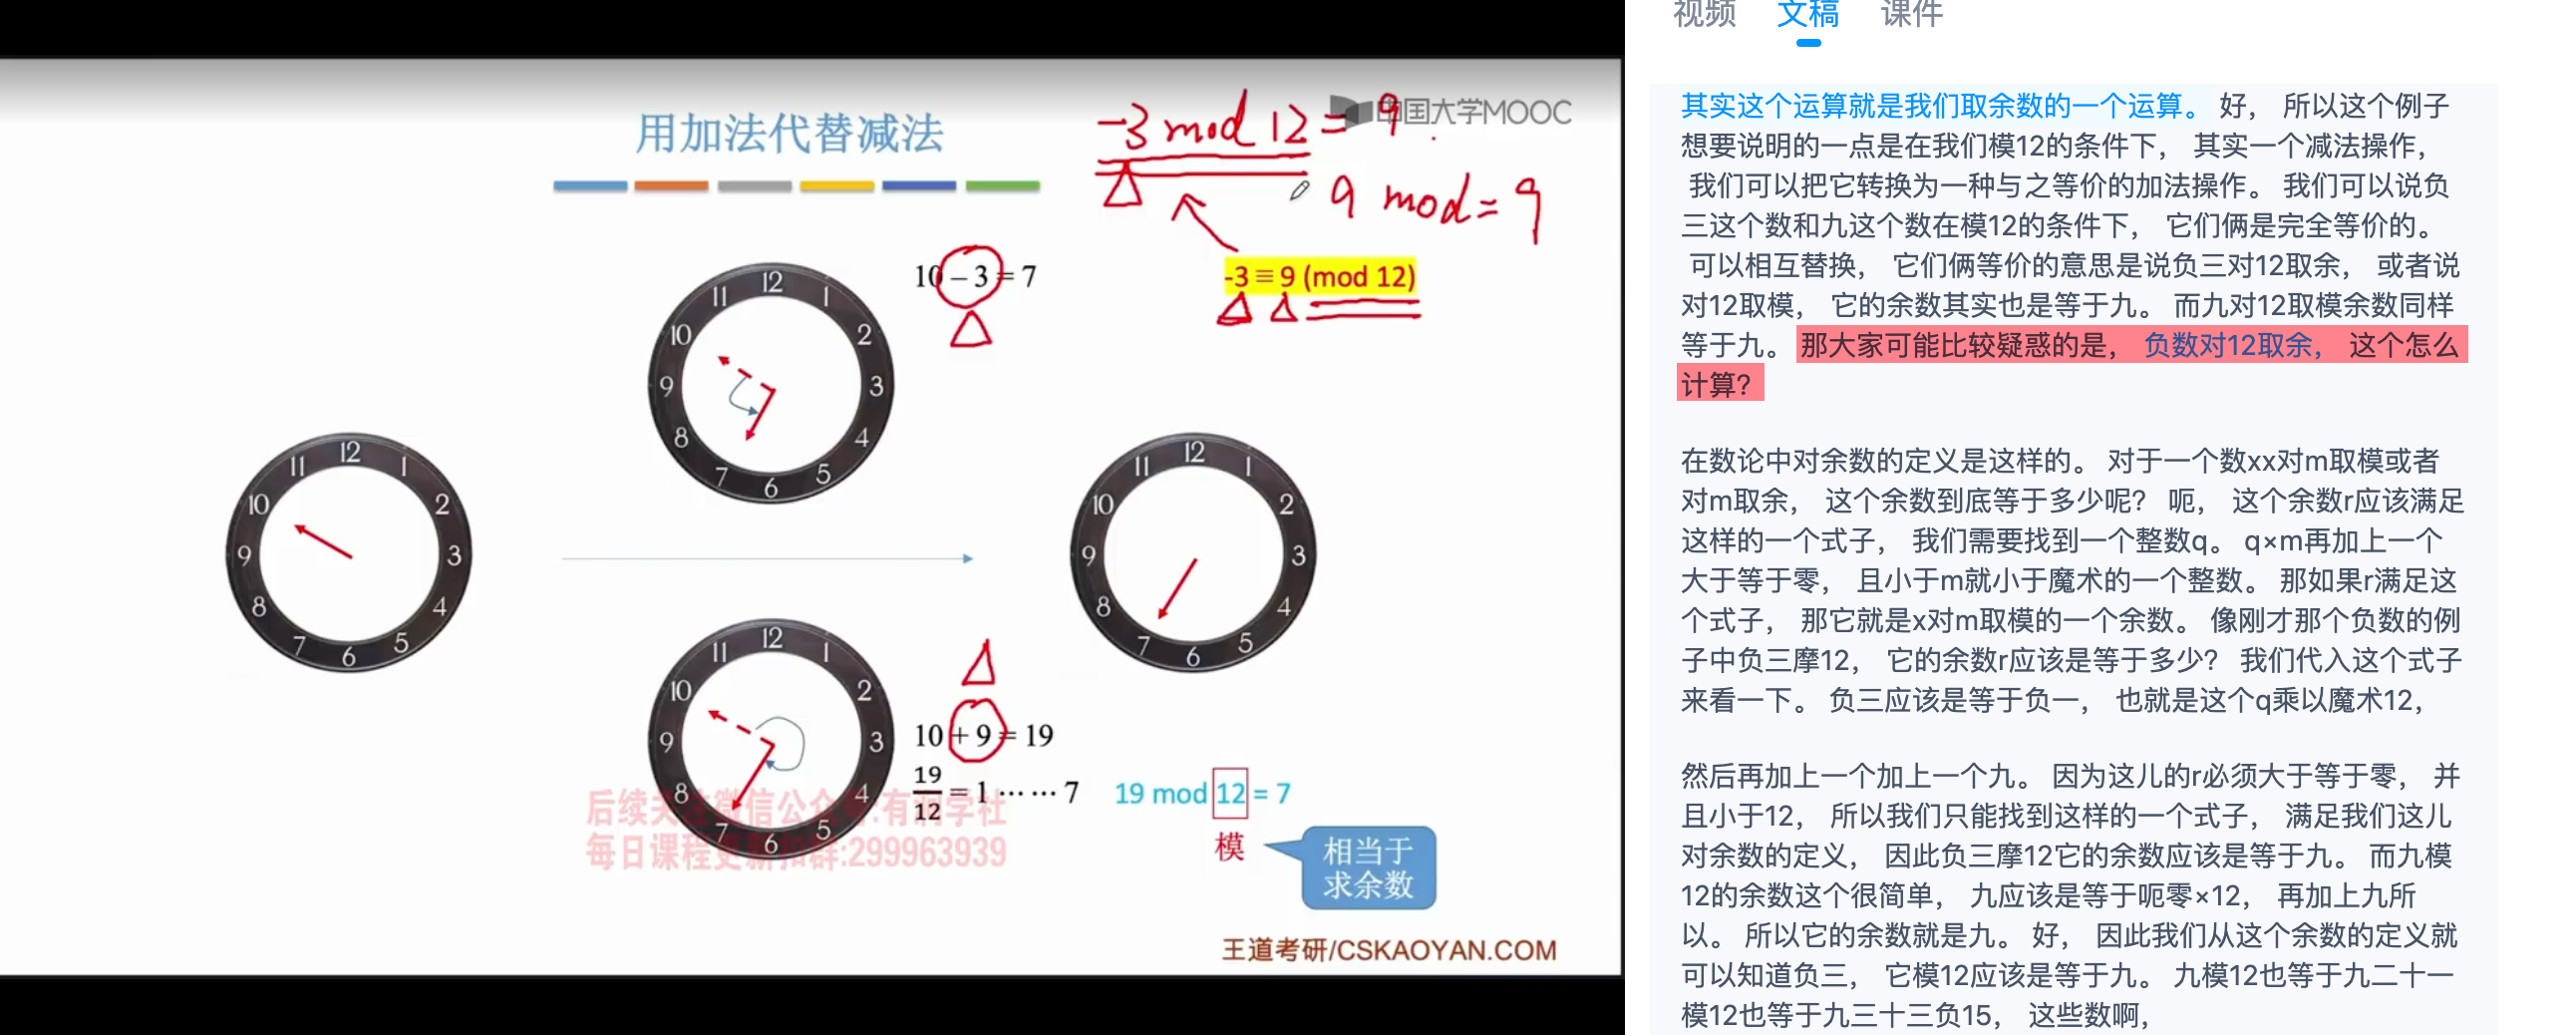 视频 文稿 课件
中国大学MOOC
用加法代替减法
-3 mod 12 = 9.
9 mod = 9
10 – 3 = 7
-3 ≡ 9 (mod 12)
12 1 2 3 4 5 6 7 8 9 10 11
12 1 2 3 4 5 6 7 8 9 10 11
12 1 2 3 4 5 6 7 8 9 10 11
12 1 2 3 4 5 6 7 8 9 10 11
10 + 9 = 19
19/12 = 1 ⋯⋯ 7
19 mod 12 = 7
模
相当于
求余数
每日课程更新扣群:299963939
王道考研/CSKAOYAN.COM
其实这个运算就是我们取余数的一个运算。 好， 所以这个例子
想要说明的一点是在我们模12的条件下， 其实一个减法操作，
我们可以把它转换为一种与之等价的加法操作。 我们可以说负
三这个数和九这个数在模12的条件下， 它们俩是完全等价的。
可以相互替换， 它们俩等价的意思是说负三对12取余， 或者说
对12取模， 它的余数其实也是等于九。 而九对12取模余数同样
等于九。 那大家可能比较疑惑的是， 负数对12取余， 这个怎么
计算?
在数论中对余数的定义是这样的。 对于一个数xx对m取模或者
对m取余， 这个余数到底等于多少呢? 呃， 这个余数r应该满足
这样的一个式子， 我们需要找到一个整数q。 q×m再加上一个
大于等于零， 且小于m就小于魔术的一个整数。 那如果r满足这
个式子， 那它就是x对m取模的一个余数。 像刚才那个负数的例
子中负三摩12， 它的余数r应该是等于多少? 我们代入这个式子
来看一下。 负三应该是等于负一， 也就是这个q乘以魔术12，
然后再加上一个加上一个九。 因为这儿的r必须大于等于零， 并
且小于12， 所以我们只能找到这样的一个式子， 满足我们这儿
对余数的定义， 因此负三摩12它的余数应该是等于九。 而九模
12的余数这个很简单， 九应该是等于呃零×12， 再加上九所
以。 所以它的余数就是九。 好， 因此我们从这个余数的定义就
可以知道负三， 它模12应该是等于九。 九模12也等于九二十一
模12也等于九三十三负15， 这些数啊，